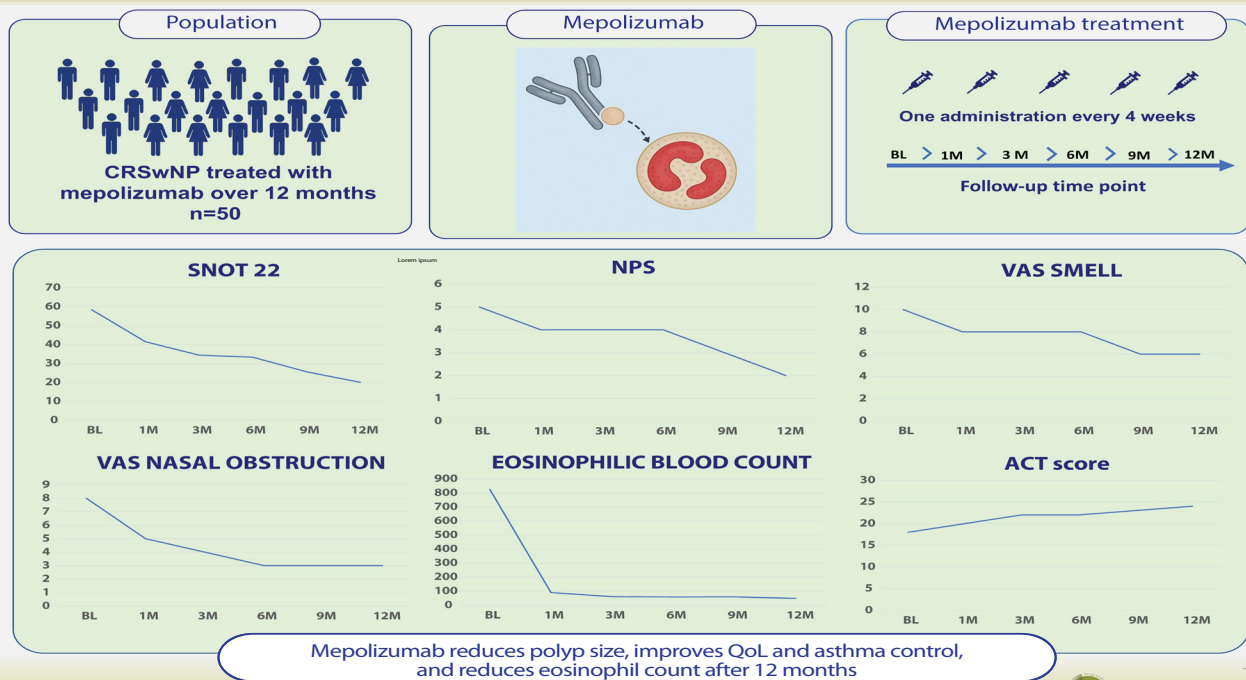 Population
CRSwNP treated with
mepolizumab over 12 months
n=50
Mepolizumab
Mepolizumab treatment
One administration every 4 weeks
BL > 1M > 3 M > 6M > 9M > 12M
Follow-up time point
Lorem ipsum
SNOT 22
70
60
50
40
30
20
10
0
BL 1M 3M 6M 9M 12M
NPS
6
5
4
3
2
1
0
BL 1M 3M 6M 9M 12M
VAS SMELL
12
10
8
6
4
2
0
BL 1M 3M 6M 9M 12M
VAS NASAL OBSTRUCTION
9
8
7
6
5
4
3
2
1
0
BL 1M 3M 6M 9M 12M
EOSINOPHILIC BLOOD COUNT
900
800
700
600
500
400
300
200
100
0
BL 1M 3M 6M 9M 12M
ACT score
30
25
20
15
10
5
0
BL 1M 3M 6M 9M 12M
Mepolizumab reduces polyp size, improves QoL and asthma control,
and reduces eosinophil count after 12 months